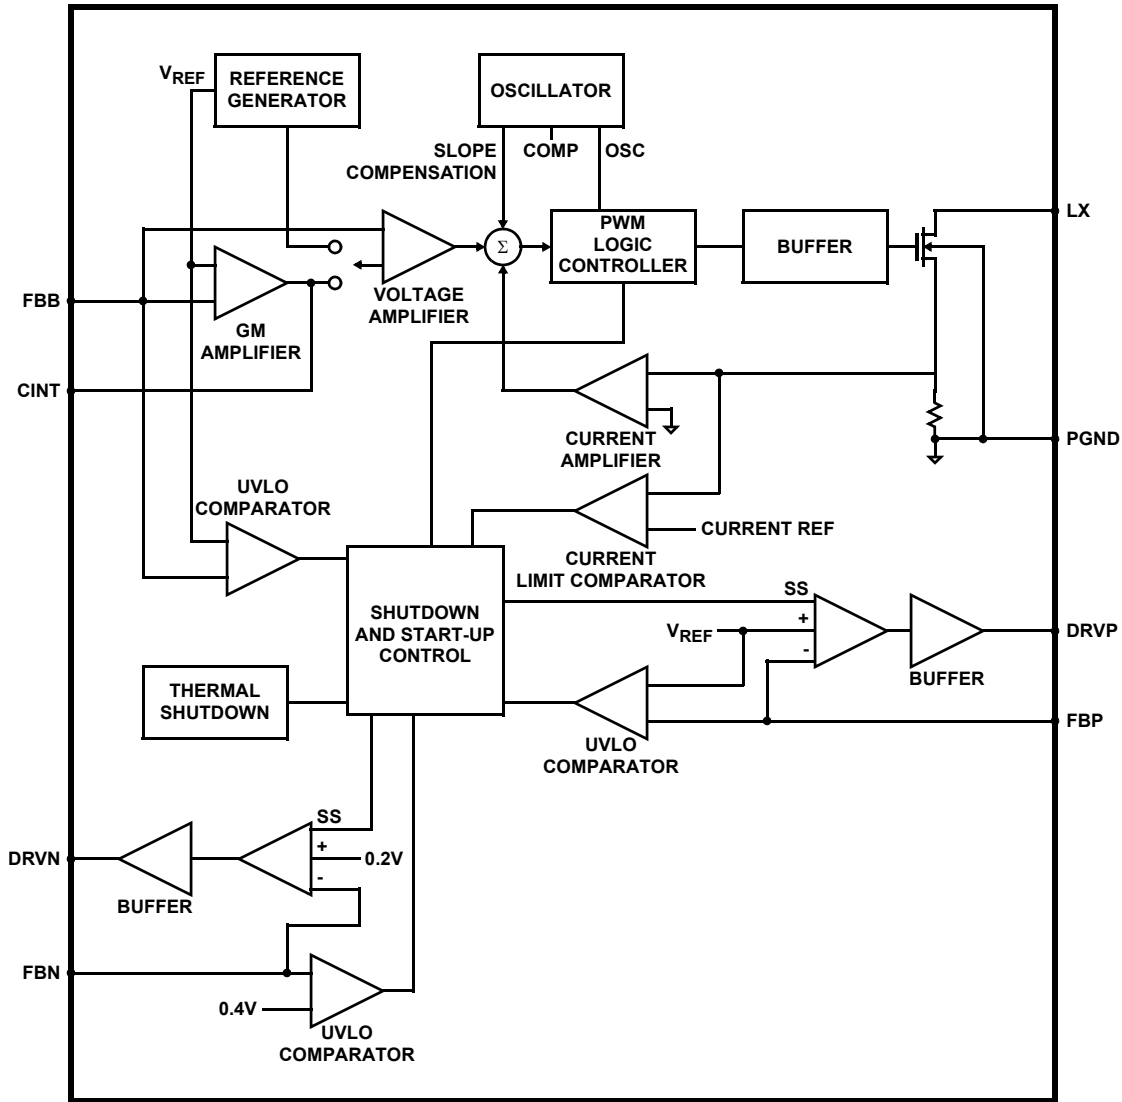 VREF
REFERENCE
GENERATOR
OSCILLATOR
SLOPE
COMPENSATION
COMP
OSC
LX
PWM
LOGIC
CONTROLLER
BUFFER
Σ
FBB
VOLTAGE
AMPLIFIER
GM
AMPLIFIER
CINT
CURRENT
AMPLIFIER
PGND
UVLO
COMPARATOR
CURRENT REF
CURRENT
LIMIT COMPARATOR
SHUTDOWN
AND START-UP
CONTROL
SS
+
-
VREF
DRVP
BUFFER
THERMAL
SHUTDOWN
FBP
UVLO
COMPARATOR
SS
+
-
0.2V
DRVN
BUFFER
FBN
0.4V
UVLO
COMPARATOR